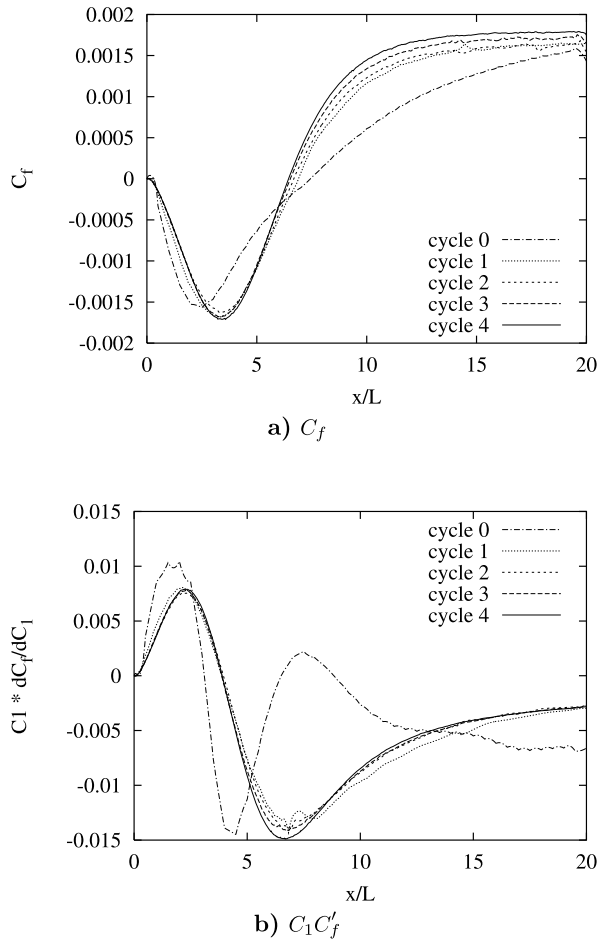 0.002
0.0015
0.001
0.0005
0
-0.0005
-0.001
-0.0015
-0.002
C_f
cycle 0
cycle 1
cycle 2
cycle 3
cycle 4
0 5 10 15 20
x/L
a) C_f
0.015
0.01
0.005
0
-0.005
-0.01
-0.015
C1 * dC_f/dC_1
cycle 0
cycle 1
cycle 2
cycle 3
cycle 4
0 5 10 15 20
x/L
b) C_1C'_f